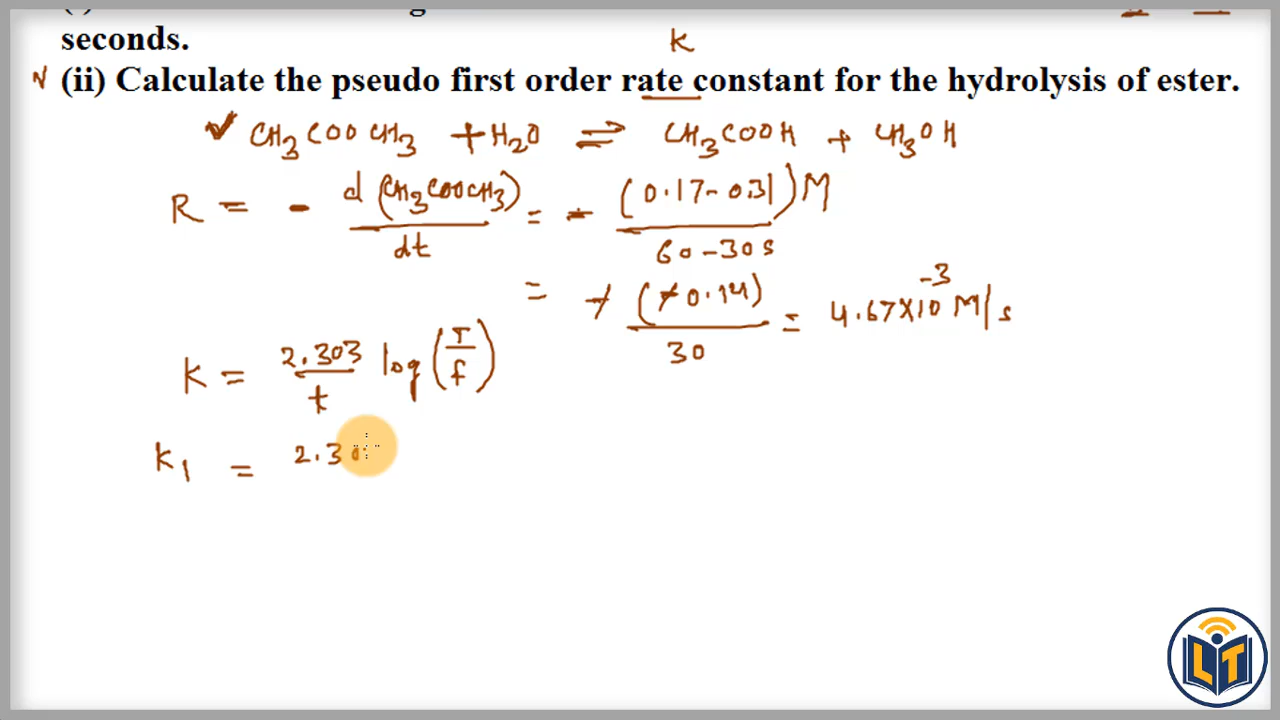 seconds.
k
(ii) Calculate the pseudo first order rate constant for the hydrolysis of ester.
CH3COOCH3 + H2O ⇌ CH3COOH + CH3OH
R = - d(CH3COOCH3)/dt = - (0.17-0.31)M/60-30s
= +(+0.14)/30 = 4.67×10^-3 M/s
K = 2.303/t log(I/f)
K1 = 2.30
LT